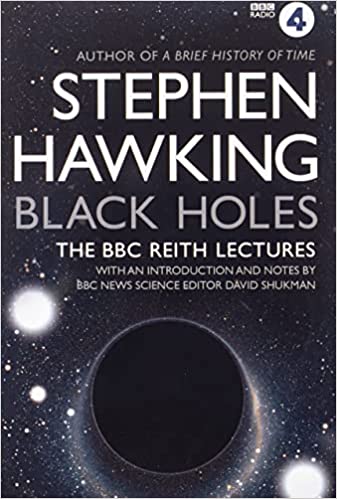 BBC
RADIO
4
AUTHOR OF A BRIEF HISTORY OF TIME
STEPHEN
HAWKING
BLACK HOLES
THE BBC REITH LECTURES
WITH AN INTRODUCTION AND NOTES BY
BBC NEWS SCIENCE EDITOR DAVID SHUKMAN